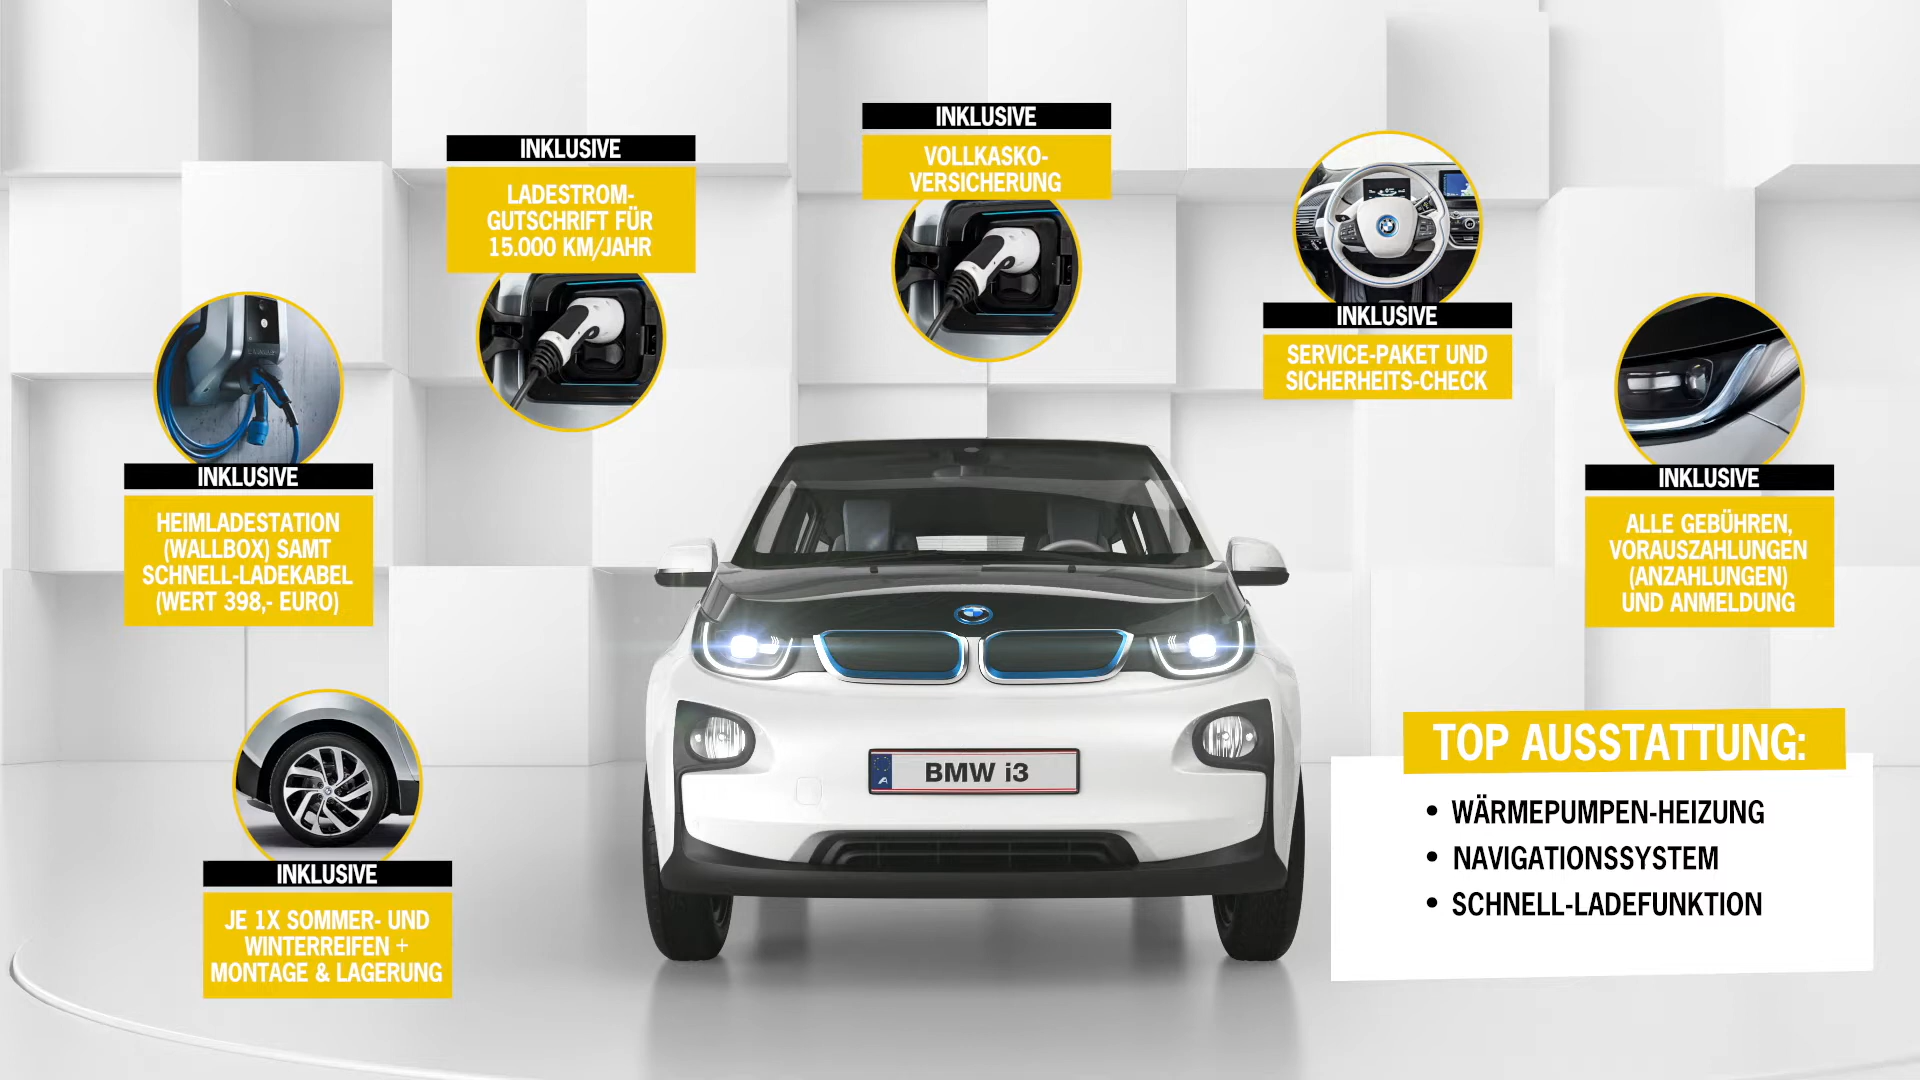 INKLUSIVE
VOLLKASKO-
VERSICHERUNG
INKLUSIVE
LADESTROM-
GUTSCHRIFT FÜR
15.000 KM/JAHR
INKLUSIVE
SERVICE-PAKET UND
SICHERHEITS-CHECK
INKLUSIVE
HEIMLADESTATION
(WALLBOX) SAMT
SCHNELL-LADEKABEL
(WERT 398,- EURO)
INKLUSIVE
ALLE GEBÜHREN,
VORAUSZAHLUNGEN
(ANZAHLUNGEN)
UND ANMELDUNG
INKLUSIVE
JE 1X SOMMER- UND
WINTERREIFEN +
MONTAGE & LAGERUNG
A
BMW i3
TOP AUSSTATTUNG:
• WÄRMEPUMPEN-HEIZUNG
• NAVIGATIONSSYSTEM
• SCHNELL-LADEFUNKTION